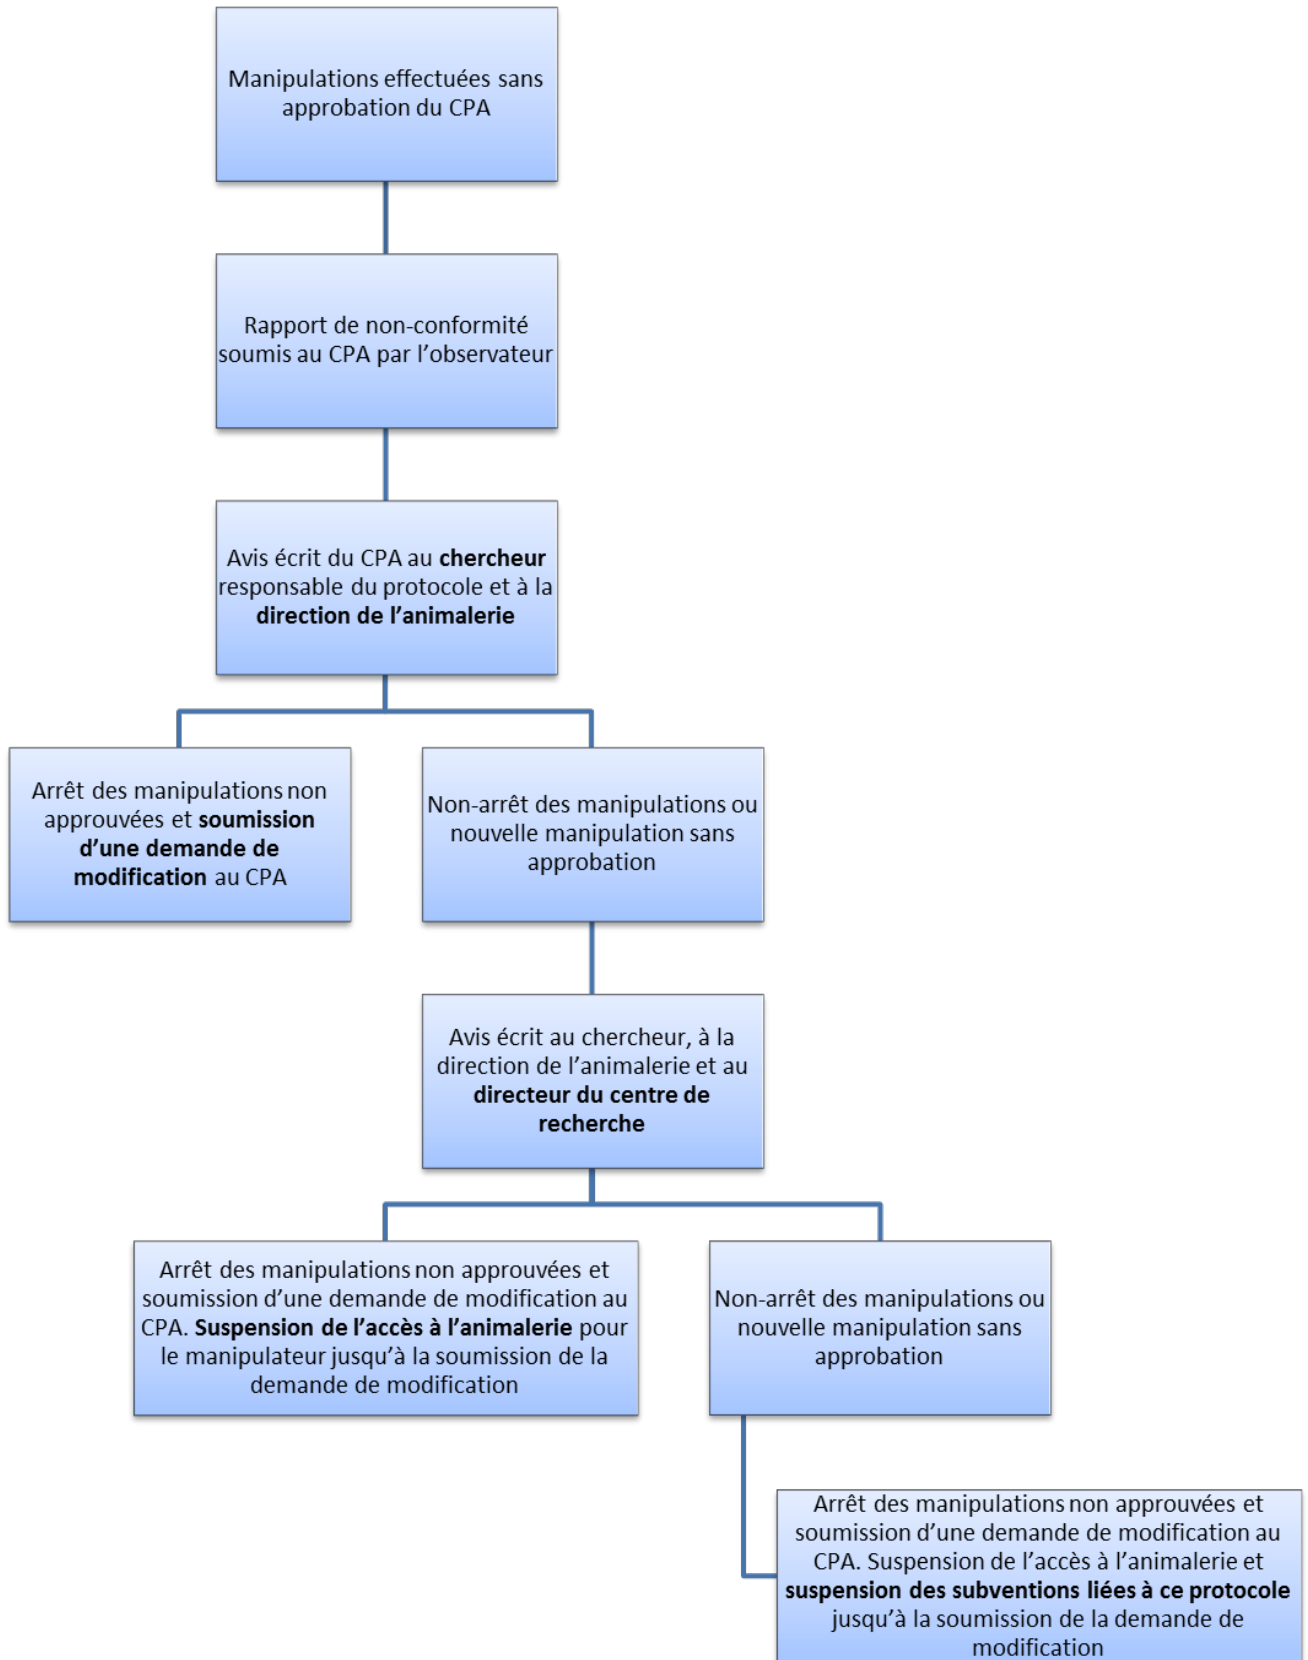 Manipulations effectuées sans
approbation du CPA
Rapport de non-conformité
soumis au CPA par l’observateur
Avis écrit du CPA au chercheur
responsable du protocole et à la
direction de l’animalerie
Arrêt des manipulations non
approuvées et soumission
d’une demande de
modification au CPA
Non-arrêt des manipulations ou
nouvelle manipulation sans
approbation
Avis écrit au chercheur, à la
direction de l’animalerie et au
directeur du centre de
recherche
Arrêt des manipulations non approuvées et
soumission d’une demande de modification au
CPA. Suspension de l’accès à l’animalerie pour
le manipulateur jusqu’à la soumission de la
demande de modification
Non-arrêt des manipulations ou
nouvelle manipulation sans
approbation
Arrêt des manipulations non approuvées et
soumission d’une demande de modification au
CPA. Suspension de l’accès à l’animalerie et
suspension des subventions liées à ce protocole
jusqu’à la soumission de la demande de
modification